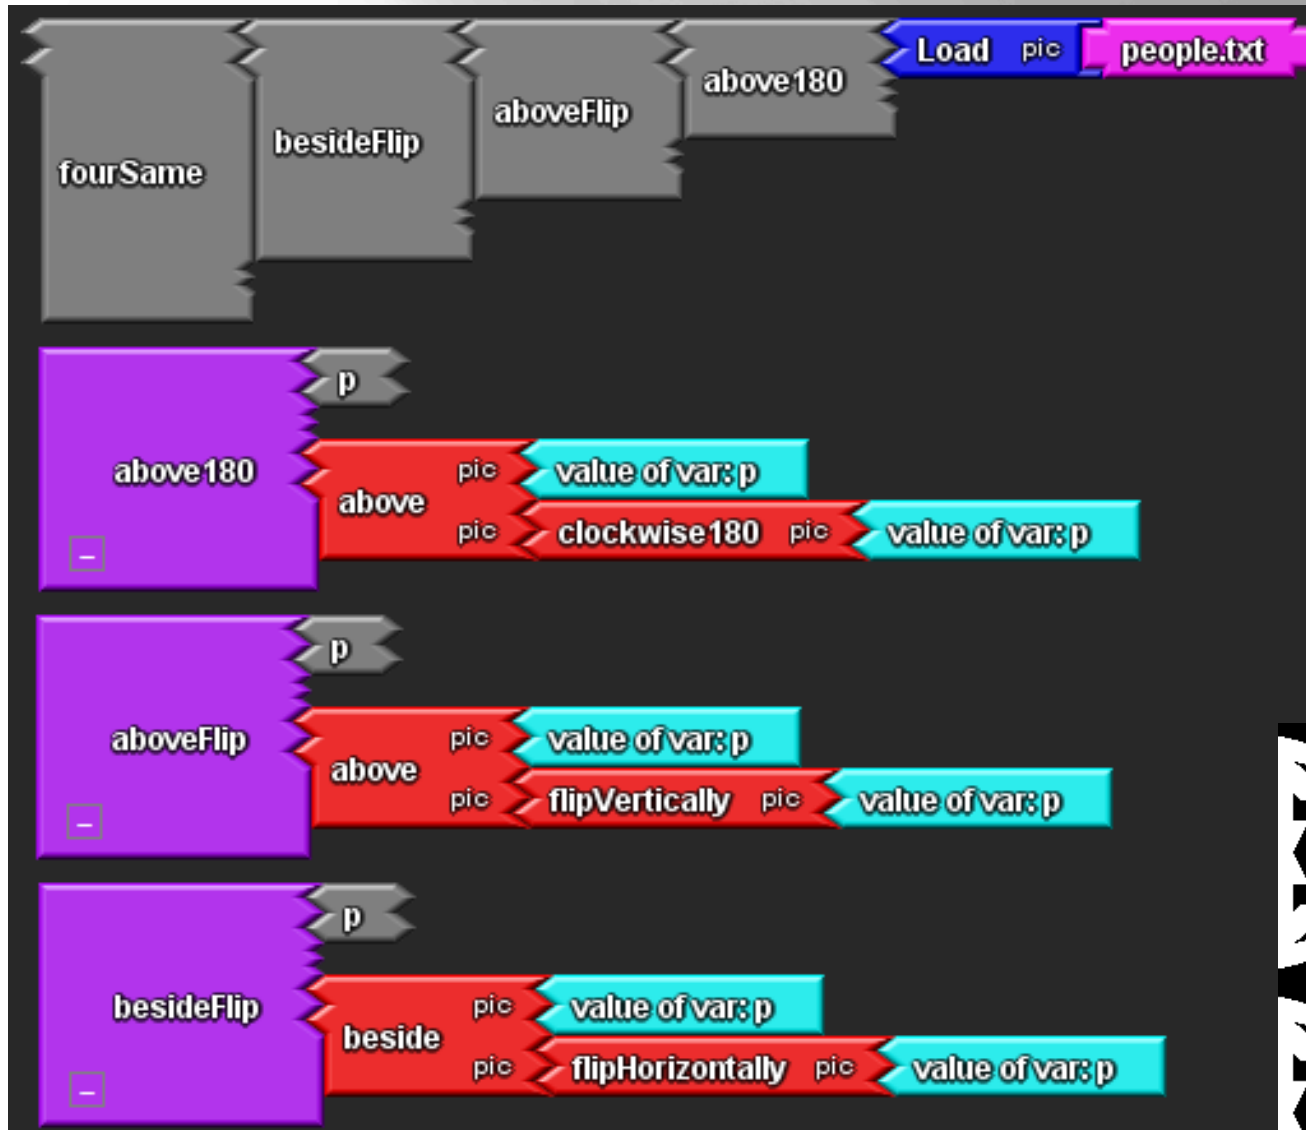 fourSame besideFlip aboveFlip above180 Load pic people.txt
p
above180 above pic value of var: p
pic clockwise180 pic value of var: p
–
p
aboveFlip above pic value of var: p
pic flipVertically pic value of var: p
–
p
besideFlip beside pic value of var: p
pic flipHorizontally pic value of var: p
–